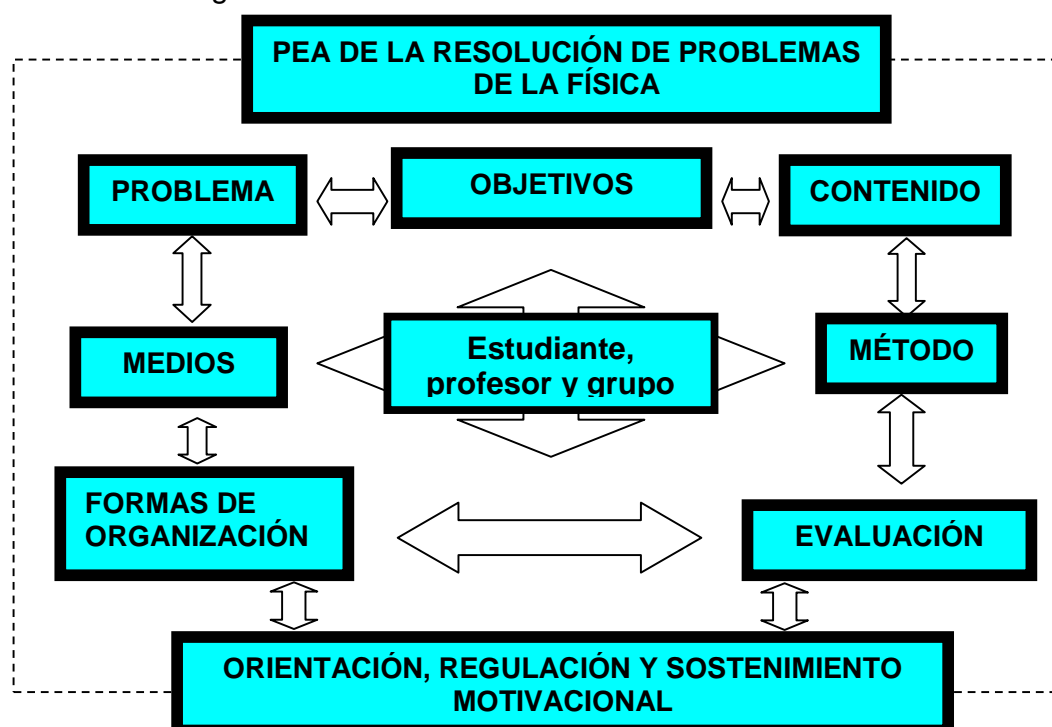 PEA DE LA RESOLUCIÓN DE PROBLEMAS
DE LA FÍSICA
PROBLEMA
OBJETIVOS
CONTENIDO
MEDIOS
Estudiante,
profesor y grupo
MÉTODO
FORMAS DE
ORGANIZACIÓN
EVALUACIÓN
ORIENTACIÓN, REGULACIÓN Y SOSTENIMIENTO
MOTIVACIONAL